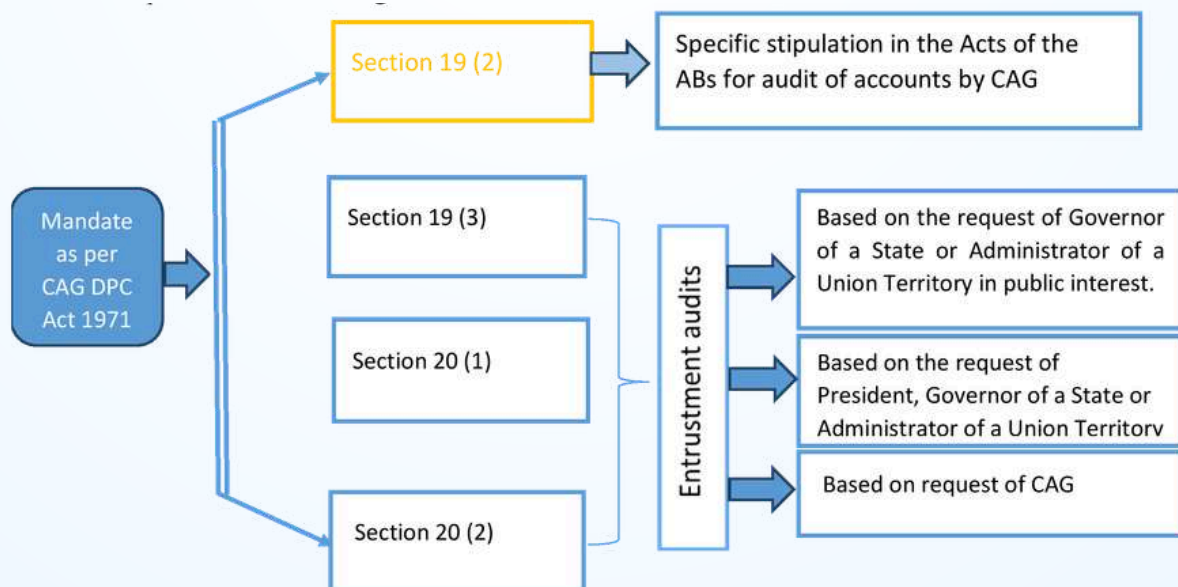 Section 19 (2)
Specific stipulation in the Acts of the
ABs for audit of accounts by CAG
Mandate
as per
CAG DPC
Act 1971
Section 19 (3)
Section 20 (1)
Section 20 (2)
Entrustment audits
Based on the request of Governor
of a State or Administrator of a
Union Territory in public interest.
Based on the request of
President, Governor of a State or
Administrator of a Union Territory
Based on request of CAG